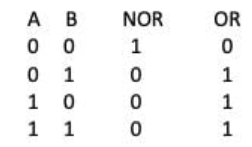 A B NOR OR
0 0 1 0
0 1 0 1
1 0 0 1
1 1 0 1